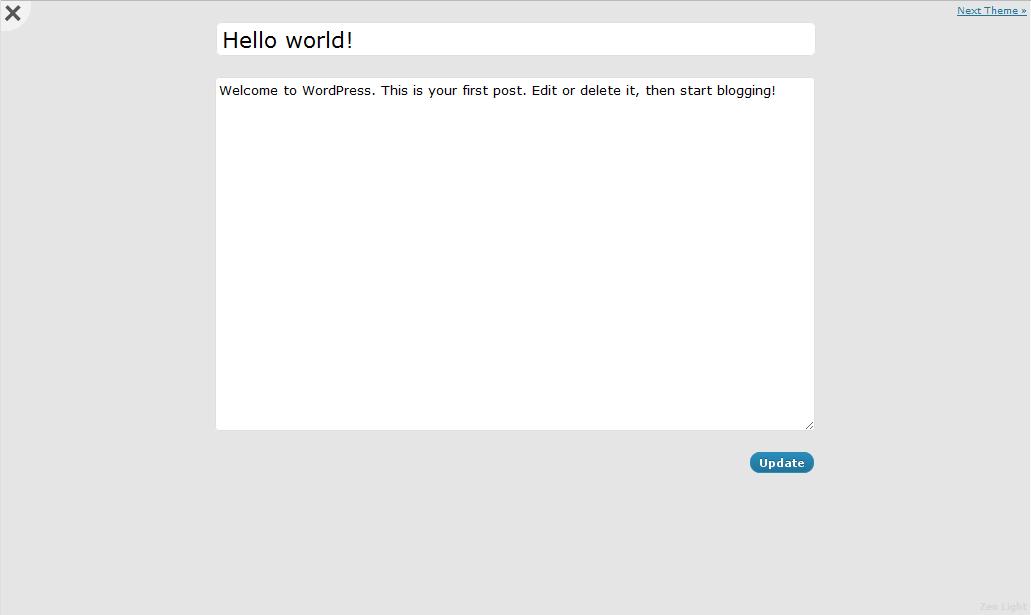 Next Theme »
Hello world!
Welcome to WordPress. This is your first post. Edit or delete it, then start blogging!
Update
Zen Light